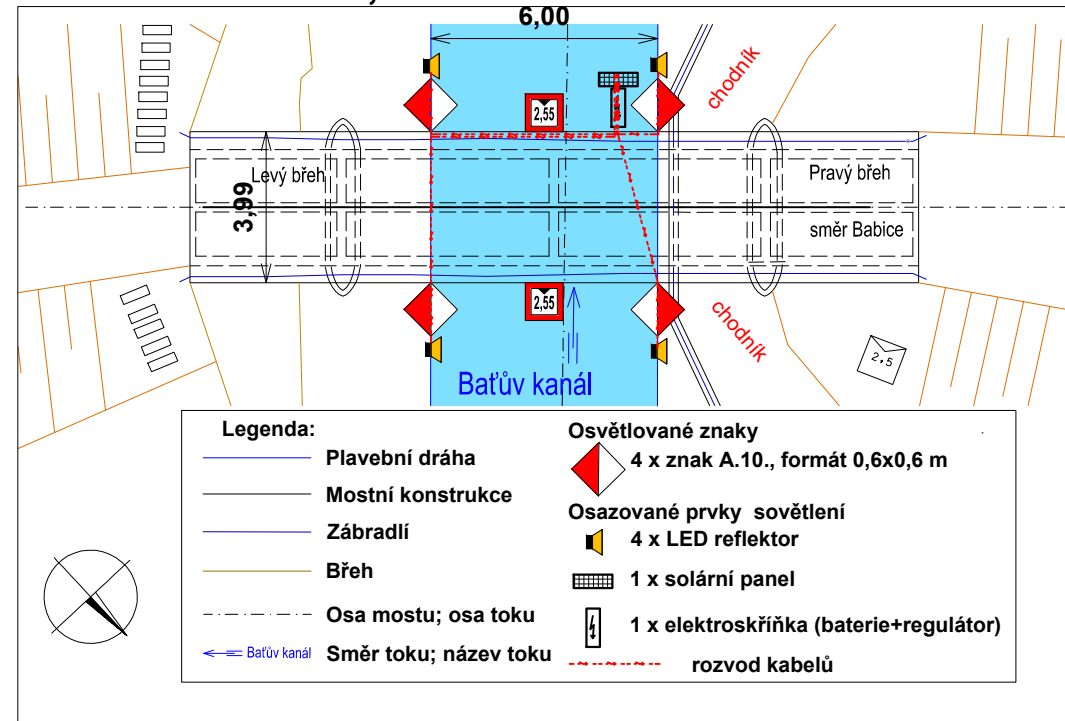 6,00
chodník
2,55
Levý břeh
Pravý břeh
3,99
směr Babice
2,55
chodník
2,5
Baťův kanál
Legenda:
Plavební dráha
Mostní konstrukce
Zábradlí
Břeh
Osa mostu; osa toku
Baťův kanál Směr toku; název toku
Osvětlované znaky
4 x znak A.10., formát 0,6x0,6 m
Osazované prvky sovětlení
4 x LED reflektor
1 x solární panel
1 x elektroskříňka (baterie+regulátor)
rozvod kabelů